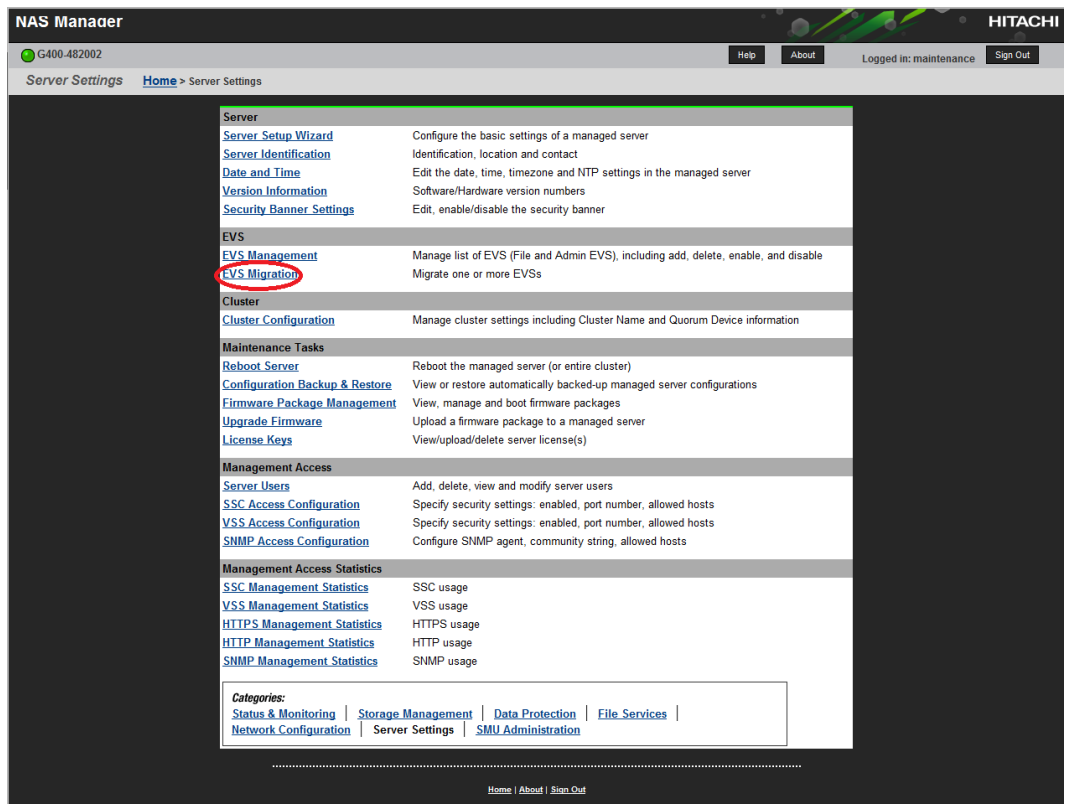 NAS Manager
HITACHI
G400-482002
Help
About
Logged in: maintenance
Sign Out
Server Settings
Home > Server Settings
Server
Server Setup Wizard Configure the basic settings of a managed server
Server Identification Identification, location and contact
Date and Time Edit the date, time, timezone and NTP settings in the managed server
Version Information Software/Hardware version numbers
Security Banner Settings Edit, enable/disable the security banner
EVS
EVS Management Manage list of EVS (File and Admin EVS), including add, delete, enable, and disable
EVS Migration Migrate one or more EVSs
Cluster
Cluster Configuration Manage cluster settings including Cluster Name and Quorum Device information
Maintenance Tasks
Reboot Server Reboot the managed server (or entire cluster)
Configuration Backup & Restore View or restore automatically backed-up managed server configurations
Firmware Package Management View, manage and boot firmware packages
Upgrade Firmware Upload a firmware package to a managed server
License Keys View/upload/delete server license(s)
Management Access
Server Users Add, delete, view and modify server users
SSC Access Configuration Specify security settings: enabled, port number, allowed hosts
VSS Access Configuration Specify security settings: enabled, port number, allowed hosts
SNMP Access Configuration Configure SNMP agent, community string, allowed hosts
Management Access Statistics
SSC Management Statistics SSC usage
VSS Management Statistics VSS usage
HTTPS Management Statistics HTTPS usage
HTTP Management Statistics HTTP usage
SNMP Management Statistics SNMP usage
Categories:
Status & Monitoring | Storage Management | Data Protection | File Services |
Network Configuration | Server Settings | SMU Administration
Home | About | Sign Out